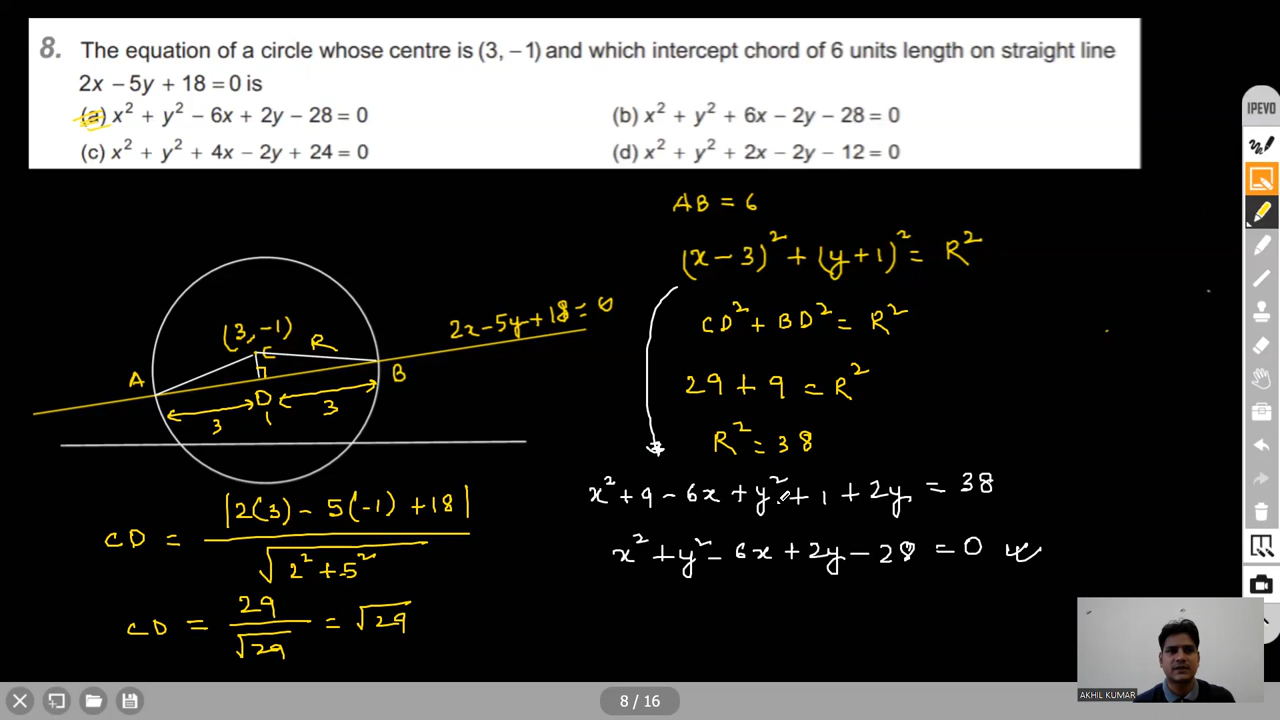 8. The equation of a circle whose centre is (3, −1) and which intercept chord of 6 units length on straight line
2x − 5y + 18 = 0 is
(a) x² + y² − 6x + 2y − 28 = 0
(b) x² + y² + 6x − 2y − 28 = 0
(c) x² + y² + 4x − 2y + 24 = 0
(d) x² + y² + 2x − 2y − 12 = 0
IPEVO
AB = 6
(x − 3)² + (y + 1)² = R²
CD² + BD² = R²
29 + 9 = R²
R² = 38
x² + 9 − 6x + y² + 1 + 2y = 38
x² + y² − 6x + 2y − 28 = 0
2x − 5y + 18 = 0
(3, −1)
C
R
A
B
D
3
3
CD = |2(3) − 5(−1) + 18| / √2² + 5²
CD = 29 / √29 = √29
AKHIL KUMAR
8 / 16